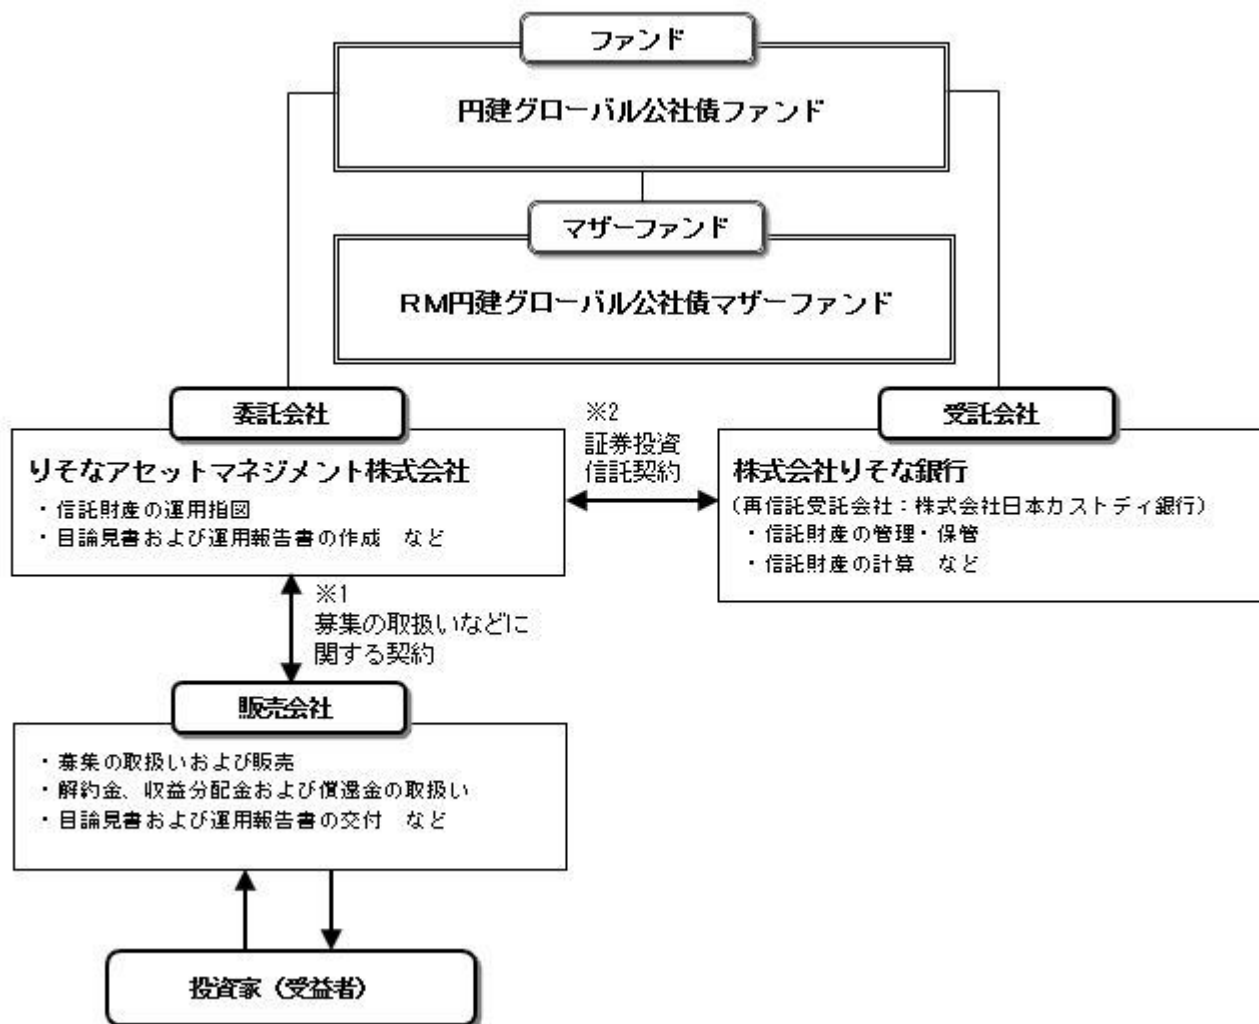 ファンド
円建グローバル公社債ファンド
マザーファンド
RM円建グローバル公社債マザーファンド
委託会社
りそなアセットマネジメント株式会社
・信託財産の運用指図
・目論見書および運用報告書の作成　など
※2
証券投資
信託契約
受託会社
株式会社りそな銀行
(再信託受託会社：株式会社日本カストディ銀行)
・信託財産の管理・保管
・信託財産の計算　など
※1
募集の取扱いなどに
関する契約
販売会社
・募集の取扱いおよび販売
・解約金、収益分配金および償還金の取扱い
・目論見書および運用報告書の交付　など
投資家（受益者）